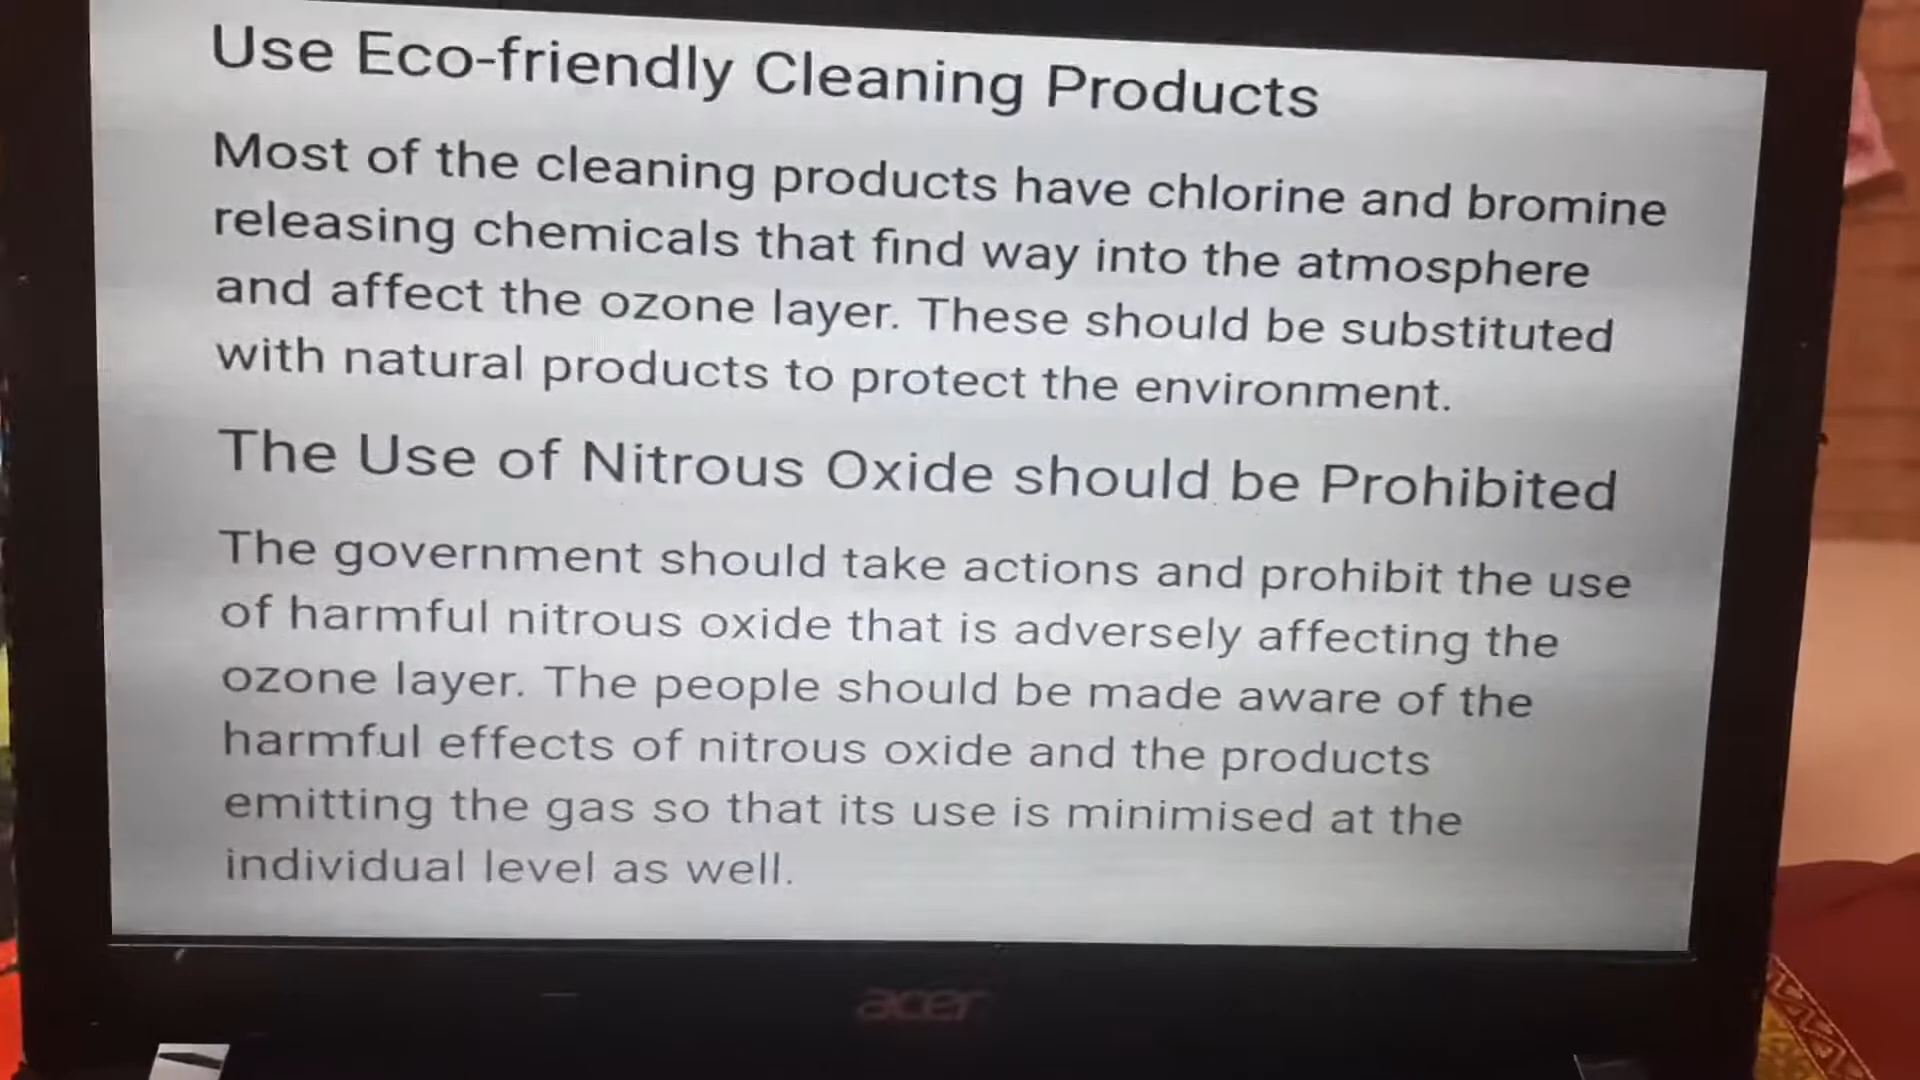 Use Eco-friendly Cleaning Products
Most of the cleaning products have chlorine and bromine
releasing chemicals that find way into the atmosphere
and affect the ozone layer. These should be substituted
with natural products to protect the environment.
The Use of Nitrous Oxide should be Prohibited
The government should take actions and prohibit the use
of harmful nitrous oxide that is adversely affecting the
ozone layer. The people should be made aware of the
harmful effects of nitrous oxide and the products
emitting the gas so that its use is minimised at the
individual level as well.
acer